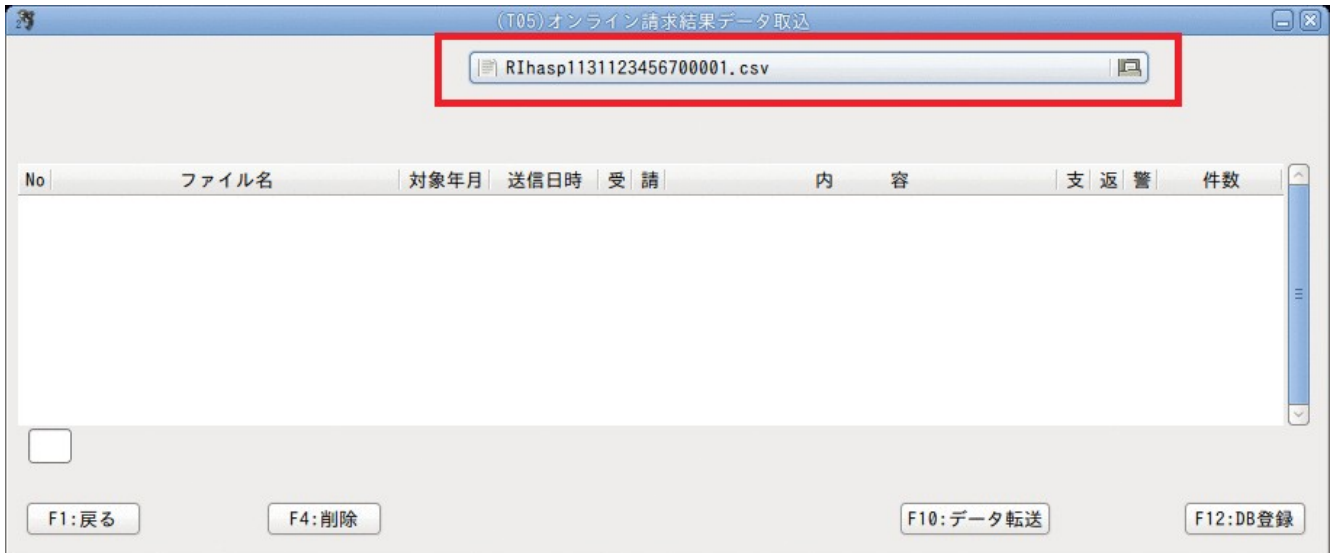 (T05)オンライン請求結果データ取込
RIhasp1131123456700001.csv
No ファイル名 対象年月 送信日時 受 請 内 容 支 返 警 件数
F1:戻る F4:削除 F10:データ転送 F12:DB登録